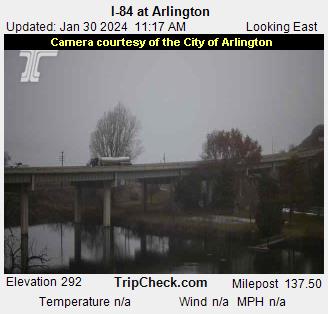 I-84 at Arlington
Updated: Jan 30 2024 11:17 AM Looking East
Camera courtesy of the City of Arlington
Elevation 292 TripCheck.com Milepost 137.50
Temperature n/a Wind n/a MPH n/a